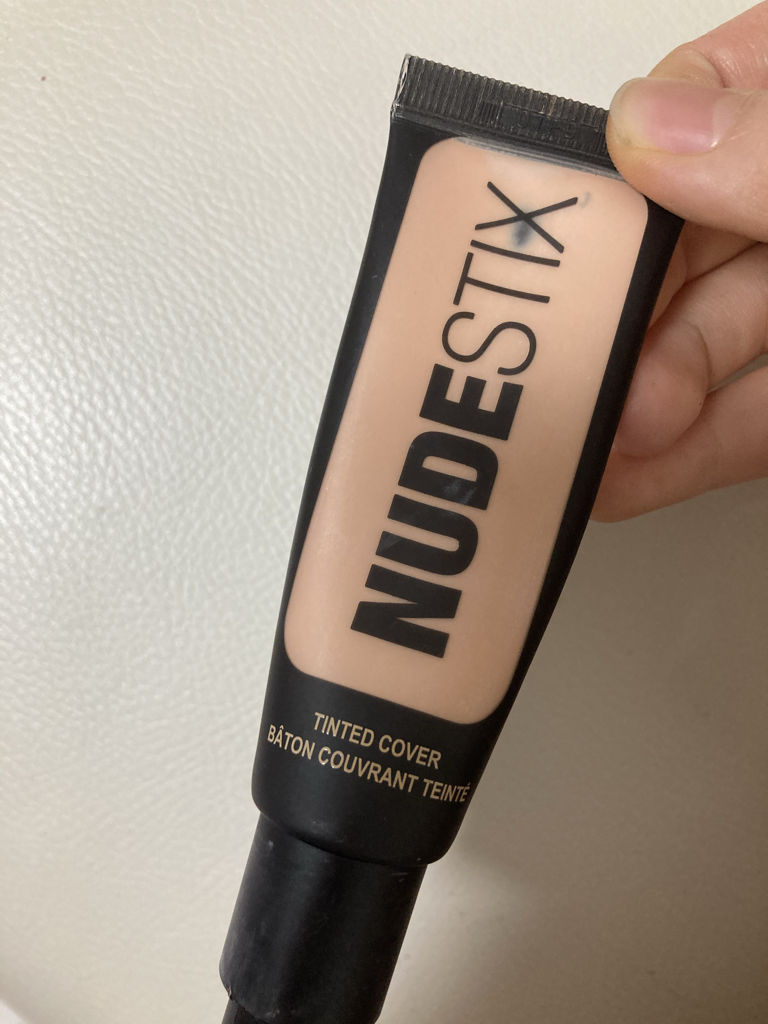 NUDESTIX
TINTED COVER
BÂTON COUVRANT TEINTÉ